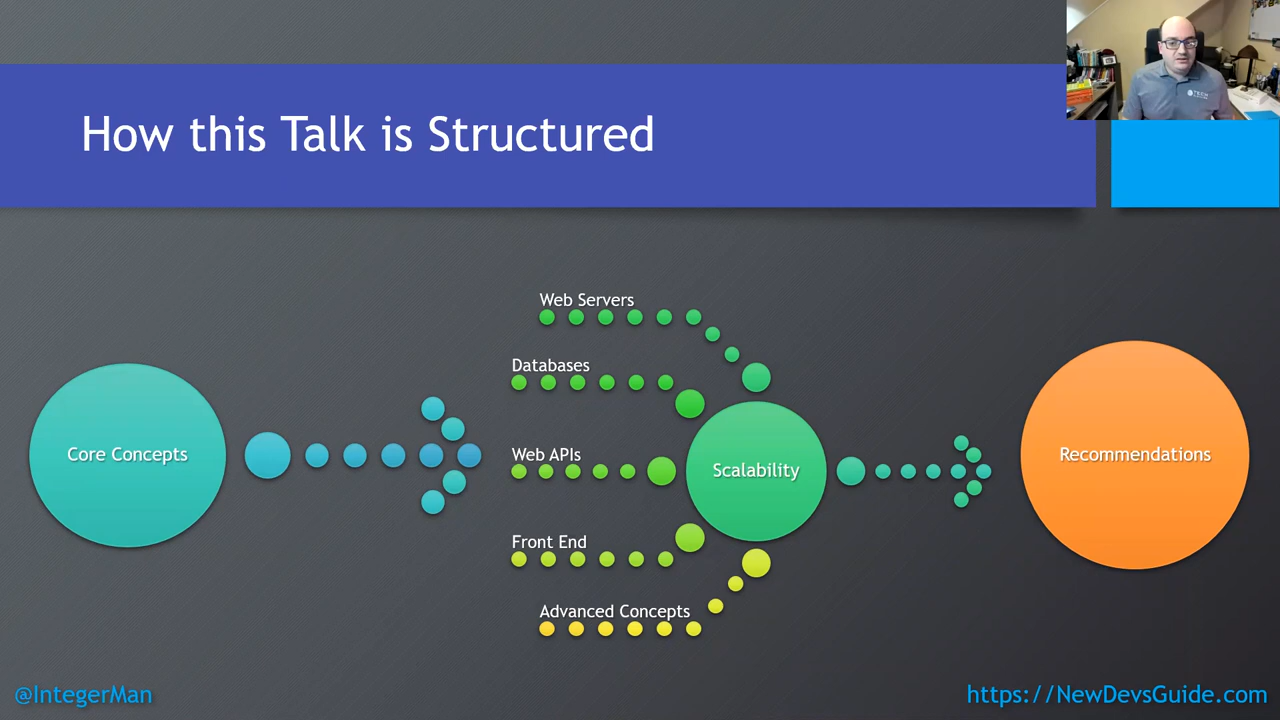 How this Talk is Structured
Web Servers
Databases
Core Concepts
Web APIs
Scalability
Recommendations
Front End
Advanced Concepts
@IntegerMan
https://NewDevsGuide.com